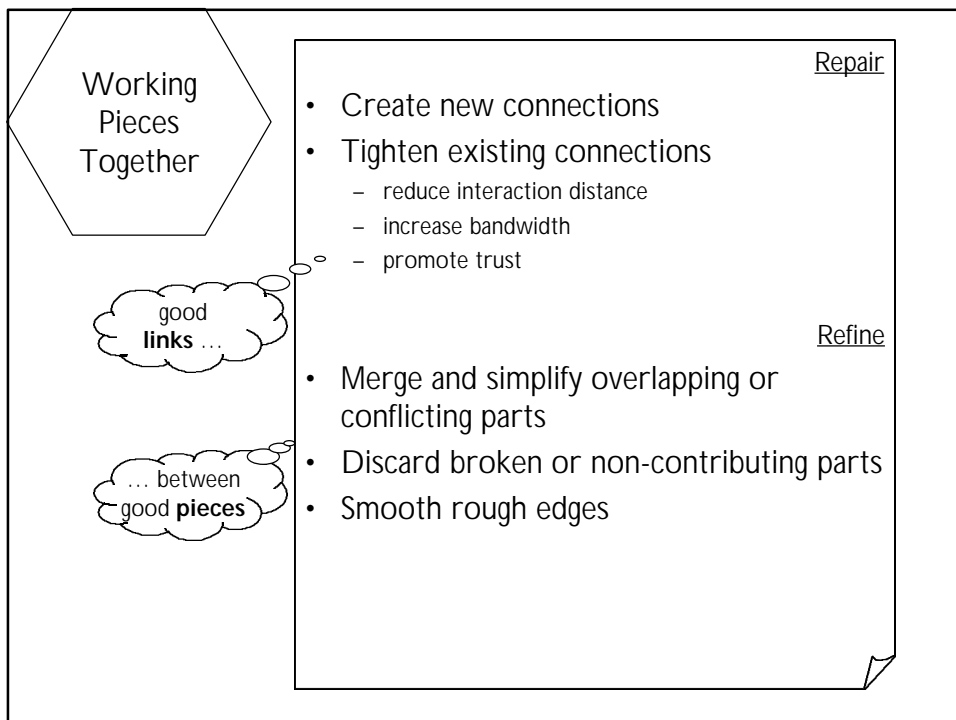 Working
Pieces
Together
Repair
• Create new connections
• Tighten existing connections
– reduce interaction distance
– increase bandwidth
– promote trust
good
links …
Refine
• Merge and simplify overlapping or
conflicting parts
• Discard broken or non-contributing parts
• Smooth rough edges
… between
good pieces